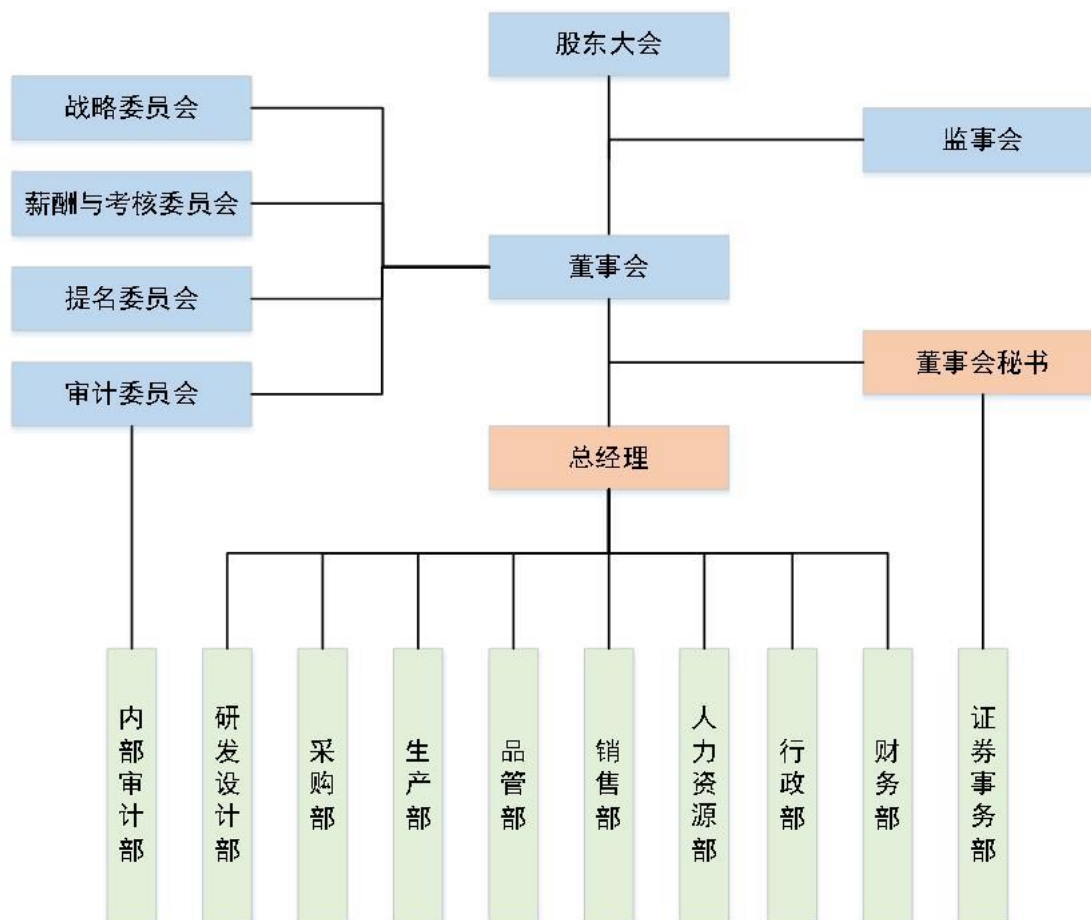 股东大会
战略委员会
监事会
薪酬与考核委员会
董事会
提名委员会
董事会秘书
审计委员会
总经理
内部审计部
研发设计部
采购部
生产部
品管部
销售部
人力资源部
行政部
财务部
证券事务部